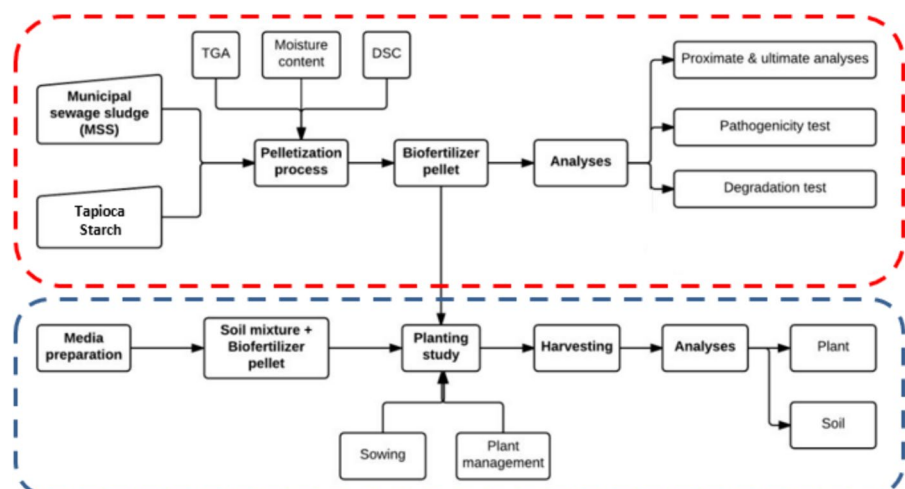 TGA
Moisture
content
DSC
Proximate & ultimate analyses
Municipal
sewage sludge
(MSS)
Pathogenicity test
Pelletization
process
Biofertilizer
pellet
Analyses
Degradation test
Tapioca
Starch
Media
preparation
Soil mixture +
Biofertilizer
pellet
Planting
study
Harvesting
Analyses
Plant
Soil
Sowing
Plant
management